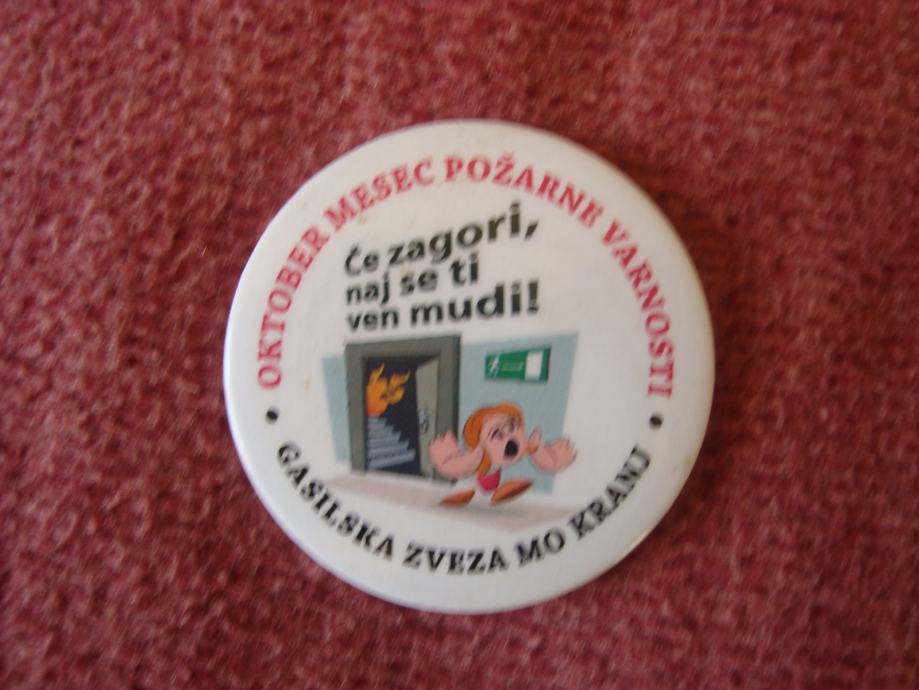 OKTOBER MESEC POŽARNE VARNOSTI
Če zagori,
naj se ti
ven mudi!
• GASILSKA ZVEZA MO KRANJ •